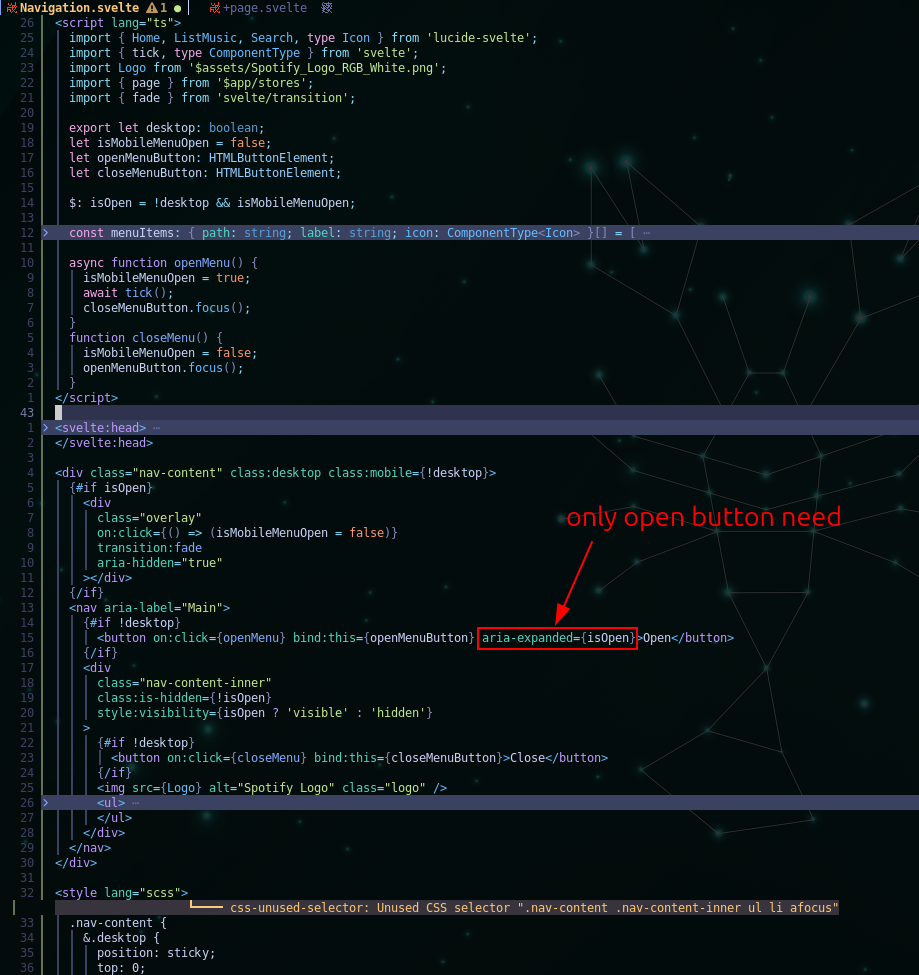 Navigation.svelte 1 ● +page.svelte
26 <script lang="ts">
25 import { Home, ListMusic, Search, type Icon } from 'lucide-svelte';
24 import { tick, type ComponentType } from 'svelte';
23 import Logo from '$assets/Spotify_Logo_RGB_White.png';
22 import { page } from '$app/stores';
21 import { fade } from 'svelte/transition';
20
19 export let desktop: boolean;
18 let isMobileMenuOpen = false;
17 let openMenuButton: HTMLButtonElement;
16 let closeMenuButton: HTMLButtonElement;
15
14 $: isOpen = !desktop && isMobileMenuOpen;
13
12 const menuItems: { path: string; label: string; icon: ComponentType<Icon> }[] = [ ⋯
11
10 async function openMenu() {
9 isMobileMenuOpen = true;
8 await tick();
7 closeMenuButton.focus();
6 }
5 function closeMenu() {
4 isMobileMenuOpen = false;
3 openMenuButton.focus();
2 }
1 </script>
43
1 <svelte:head> ⋯
2 </svelte:head>
3
4 <div class="nav-content" class:desktop class:mobile={!desktop}>
5 {#if isOpen}
6 <div
7 class="overlay"
only open button need
8 on:click={() => (isMobileMenuOpen = false)}
9 transition:fade
10 aria-hidden="true"
11 ></div>
12 {/if}
13 <nav aria-label="Main">
14 {#if !desktop}
15 <button on:click={openMenu} bind:this={openMenuButton} aria-expanded={isOpen}>Open</button>
16 {/if}
17 <div
18 class="nav-content-inner"
19 class:is-hidden={!isOpen}
20 style:visibility={isOpen ? 'visible' : 'hidden'}
21 >
22 {#if !desktop}
23 <button on:click={closeMenu} bind:this={closeMenuButton}>Close</button>
24 {/if}
25 <img src={Logo} alt="Spotify Logo" class="logo" />
26 <ul> ⋯
27 </ul>
28 </div>
29 </nav>
30 </div>
31
32 <style lang="scss">
css-unused-selector: Unused CSS selector ".nav-content .nav-content-inner ul li afocus"
33 .nav-content {
34 &.desktop {
35 position: sticky;
36 top: 0;